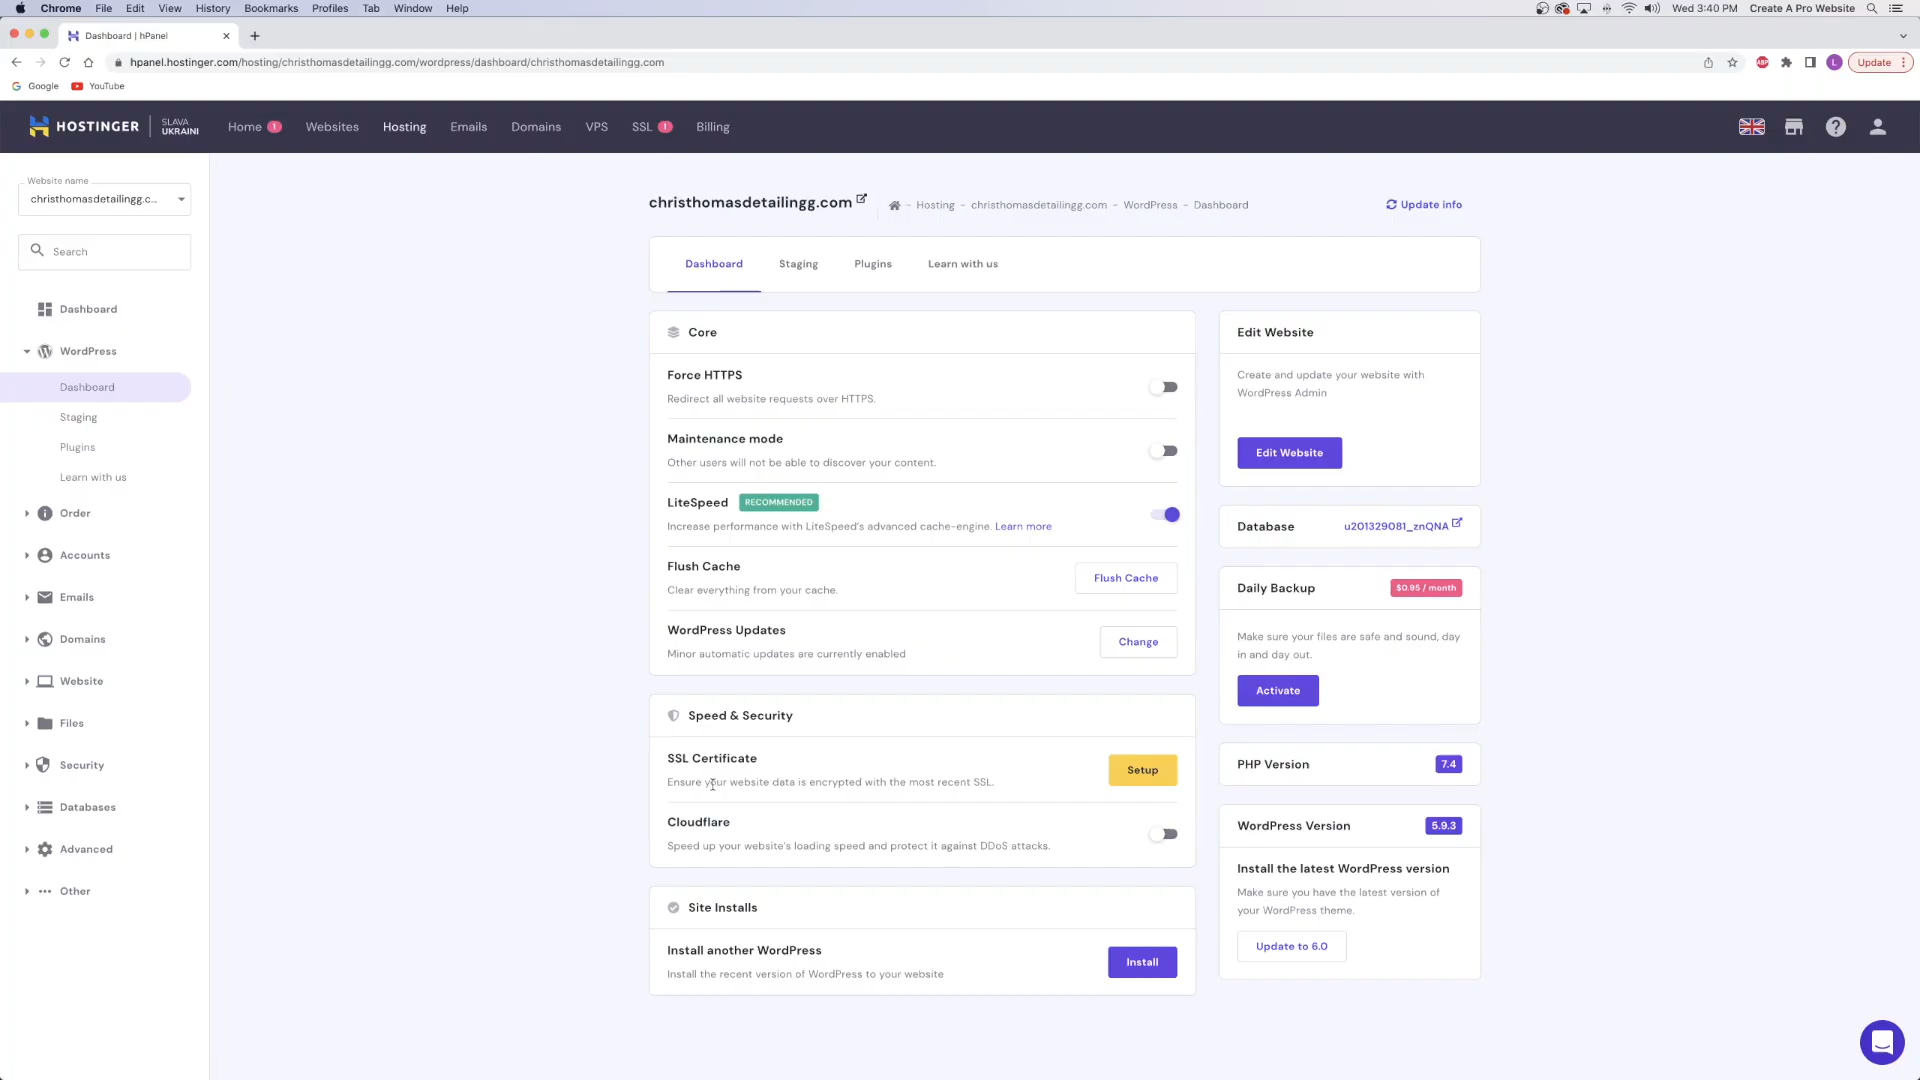 Chrome File Edit View History Bookmarks Profiles Tab Window Help
Wed 3:40 PM Create A Pro Website
Dashboard | hPanel
hpanel.hostinger.com/hosting/christhomasdetailingg.com/wordpress/dashboard/christhomasdetailingg.com
ABP L Update
Google YouTube
HOSTINGER SLAVA UKRAINI Home 1 Websites Hosting Emails Domains VPS SSL 1 Billing
Website name
christhomasdetailingg.c...
Search
Dashboard
WordPress
Dashboard
Staging
Plugins
Learn with us
Order
Accounts
Emails
Domains
Website
Files
Security
Databases
Advanced
Other
christhomasdetailingg.com - Hosting - christhomasdetailingg.com - WordPress - Dashboard Update info
Dashboard Staging Plugins Learn with us
Core
Force HTTPS
Redirect all website requests over HTTPS.
Maintenance mode
Other users will not be able to discover your content.
LiteSpeed RECOMMENDED
Increase performance with LiteSpeed's advanced cache-engine. Learn more
Flush Cache
Clear everything from your cache.
Flush Cache
WordPress Updates
Minor automatic updates are currently enabled
Change
Speed & Security
SSL Certificate
Ensure your website data is encrypted with the most recent SSL.
Setup
Cloudflare
Speed up your website's loading speed and protect it against DDoS attacks.
Site Installs
Install another WordPress
Install the recent version of WordPress to your website
Install
Edit Website
Create and update your website with
WordPress Admin
Edit Website
Database u201329081_znQNA
Daily Backup $0.95 / month
Make sure your files are safe and sound, day
in and day out.
Activate
PHP Version 7.4
WordPress Version 5.9.3
Install the latest WordPress version
Make sure you have the latest version of
your WordPress theme.
Update to 6.0